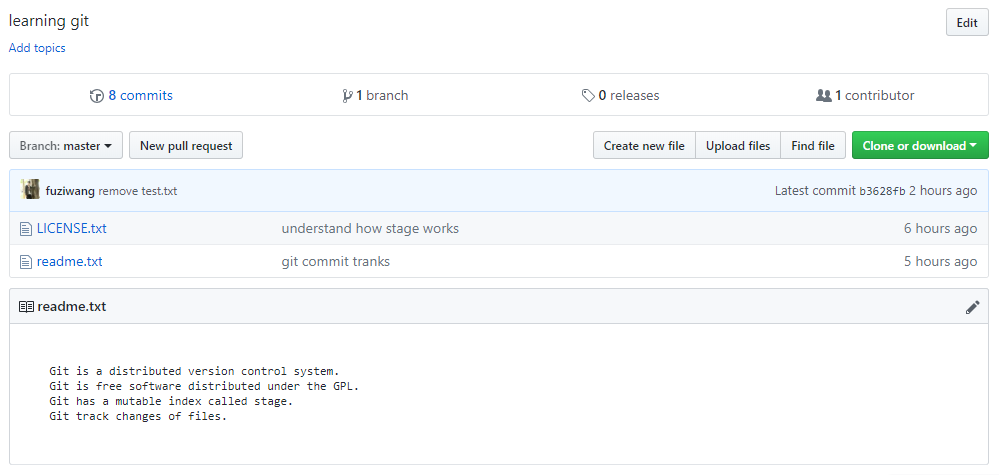 learning git
Edit
Add topics
8 commits
1 branch
0 releases
1 contributor
Branch: master
New pull request
Create new file
Upload files
Find file
Clone or download
fuziwang remove test.txt
Latest commit b3628fb 2 hours ago
LICENSE.txt
understand how stage works
6 hours ago
readme.txt
git commit tranks
5 hours ago
readme.txt
Git is a distributed version control system.
Git is free software distributed under the GPL.
Git has a mutable index called stage.
Git track changes of files.